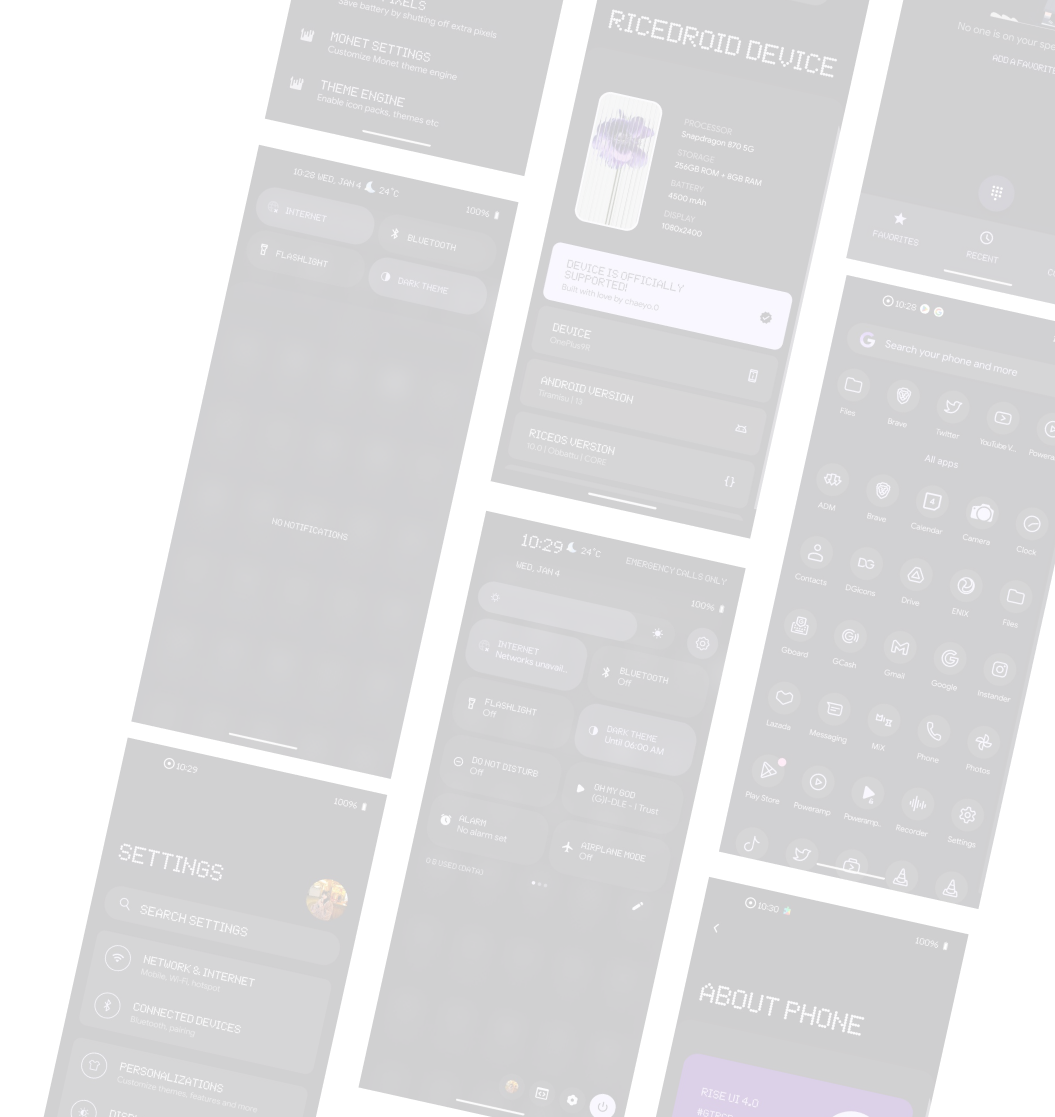 PIXELS
Save battery by shutting off extra pixels
MONET SETTINGS
Customize Monet theme engine
THEME ENGINE
Enable icon packs, themes etc
10:28 WED, JAN 4 24°C
100%
INTERNET
BLUETOOTH
FLASHLIGHT
DARK THEME
NO NOTIFICATIONS
10:29
100%
SETTINGS
SEARCH SETTINGS
NETWORK & INTERNET
Mobile, Wi-Fi, hotspot
CONNECTED DEVICES
Bluetooth, pairing
PERSONALIZATIONS
Customize themes, features and more
RICEDROID DEVICE
PROCESSOR
Snapdragon 870 5G
STORAGE
256GB ROM + 8GB RAM
BATTERY
4500 mAh
DISPLAY
1080x2400
DEVICE IS OFFICIALLY
SUPPORTED!
Built with love by cheeyo.0
DEVICE
OnePlus9R
ANDROID VERSION
Tiramisu | 13
RICEOS VERSION
10.0 | Obbattu | CORE
10:29 24°C
EMERGENCY CALLS ONLY
WED, JAN 4
100%
INTERNET
Networks unavail...
BLUETOOTH
Off
FLASHLIGHT
Off
DARK THEME
Until 06:00 AM
DO NOT DISTURB
Off
OH MY GOD
(G)I-DLE - I Trust
ALARM
No alarm set
AIRPLANE MODE
Off
0 B USED (DATA)
No one is on your spe
ADD A FAVORIT
FAVORITES
RECENT
10:28
Search your phone and more
Files
Brave
Twitter
YouTube V...
Powera
All apps
ADM
Brave
Calendar
Camera
Clock
Contacts
DGIcons
Drive
ENIX
Files
Gboard
GCash
Gmail
Google
Instander
Lazada
Messaging
MiX
Phone
Photos
Play Store
Poweramp
Poweramp..
Recorder
Settings
10:30
100%
ABOUT PHONE
RISE UI 4.0